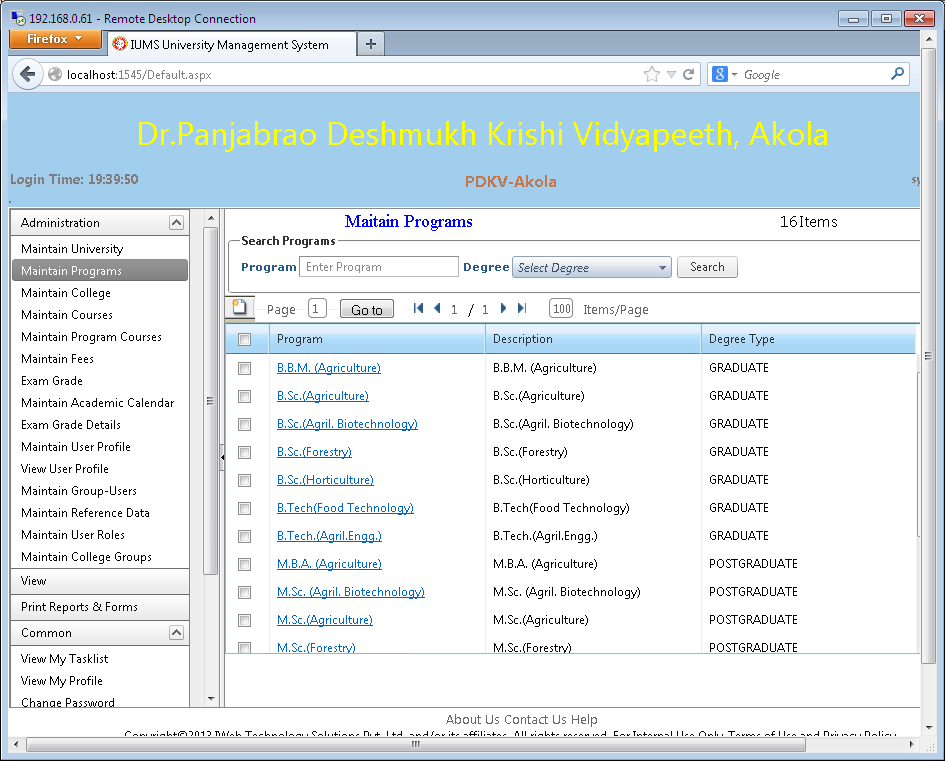 192.168.0.61 - Remote Desktop Connection
Firefox
IUMS University Management System
localhost:1545/Default.aspx
Google
Dr.Panjabrao Deshmukh Krishi Vidyapeeth, Akola
Login Time: 19:39:50
PDKV-Akola
sy
Administration
Maintain University
Maintain Programs
Maintain College
Maintain Courses
Maintain Program Courses
Maintain Fees
Exam Grade
Maintain Academic Calendar
Exam Grade Details
Maintain User Profile
View User Profile
Maintain Group-Users
Maintain Reference Data
Maintain User Roles
Maintain College Groups
View
Print Reports & Forms
Common
View My Tasklist
View My Profile
Change Password
Maitain Programs
16Items
Search Programs
Program Enter Program Degree Select Degree Search
Page 1 Go to 1 / 1 100 Items/Page
Program Description Degree Type
B.B.M. (Agriculture) B.B.M. (Agriculture) GRADUATE
B.Sc.(Agriculture) B.Sc.(Agriculture) GRADUATE
B.Sc.(Agril. Biotechnology) B.Sc.(Agril. Biotechnology) GRADUATE
B.Sc.(Forestry) B.Sc.(Forestry) GRADUATE
B.Sc.(Horticulture) B.Sc.(Horticulture) GRADUATE
B.Tech(Food Technology) B.Tech(Food Technology) GRADUATE
B.Tech.(Agril.Engg.) B.Tech.(Agril.Engg.) GRADUATE
M.B.A. (Agriculture) M.B.A. (Agriculture) POSTGRADUATE
M.Sc. (Agril. Biotechnology) M.Sc. (Agril. Biotechnology) POSTGRADUATE
M.Sc.(Agriculture) M.Sc.(Agriculture) POSTGRADUATE
M.Sc.(Forestry) M.Sc.(Forestry) POSTGRADUATE
About Us Contact Us Help
Copyright©2013 IWeb Technology Solutions Pvt. Ltd. and/or its affiliates. All rights reserved. For Internal Use Only. Terms of Use and Privacy Policy